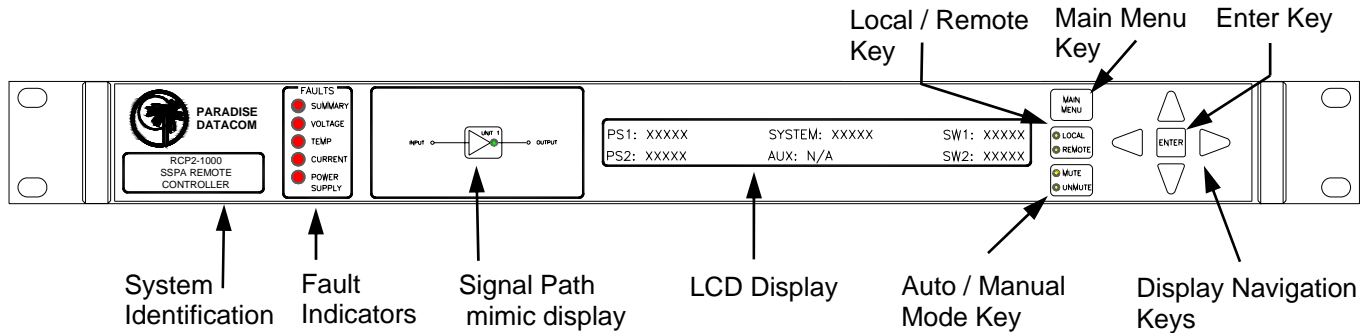 Local / Remote
Key
Main Menu
Key
Enter Key
PARADISE
DATACOM
RCP2-1000
SSPA REMOTE
CONTROLLER
FAULTS
SUMMARY
VOLTAGE
TEMP
CURRENT
POWER
SUPPLY
INPUT
UNIT 1
OUTPUT
PS1: XXXXX SYSTEM: XXXXX SW1: XXXXX
PS2: XXXXX AUX: N/A SW2: XXXXX
MAIN
MENU
LOCAL
REMOTE
MUTE
UNMUTE
ENTER
System
Identification
Fault
Indicators
Signal Path
mimic display
LCD Display
Auto / Manual
Mode Key
Display Navigation
Keys